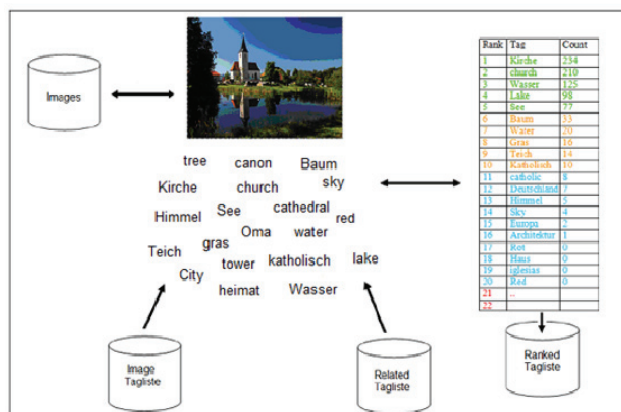 Images
tree canon Baum
sky
Kirche church
Himmel See cathedral red
Oma water
Teich gras
tower katholisch lake
City
heimat Wasser
Image
Tagliste
Related
Tagliste
Rank Tag Count
1 Kirche 234
2 church 210
3 Wasser 125
4 Lake 98
5 See 77
6 Baum 53
7 Water 20
8 Gras 16
9 Teich 14
10 Katholisch 10
11 catholic 8
12 Deutschland 7
13 Himmel 5
14 Sky 4
15 Europa 2
16 Architektur 1
17 Rot 0
18 Haus 0
19 iglesias 0
20 Red 0
21 ..
22
Ranked
Tagliste